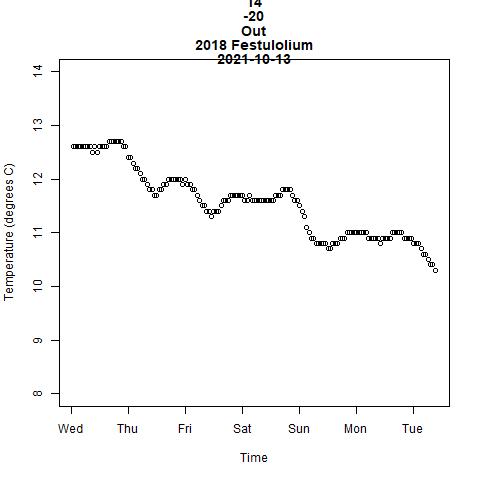 14
-20
Out
2018 Festulolium
2021-10-13
Temperature (degrees C)
14
13
12
11
10
9
8
Wed Thu Fri Sat Sun Mon Tue
Time